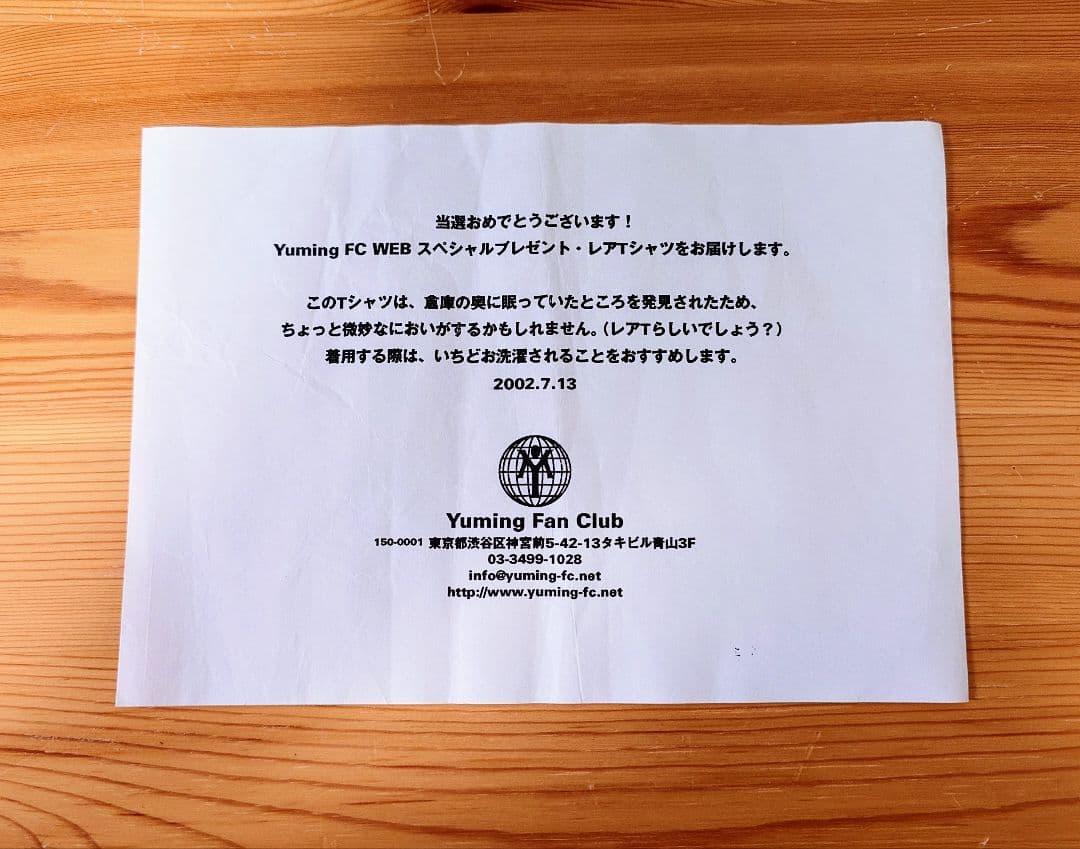 当選おめでとうございます！
Yuming FC WEB スペシャルプレゼント・レアTシャツをお届けします。
このTシャツは、倉庫の奥に眠っていたところを発見されたため、
ちょっと微妙なにおいがするかもしれません。（レアTらしいでしょう？）
着用する際は、いちどお洗濯されることをおすすめします。
2002.7.13
Yuming Fan Club
150-0001 東京都渋谷区神宮前5-42-13タキビル青山3F
03-3499-1028
info@yuming-fc.net
http://www.yuming-fc.net